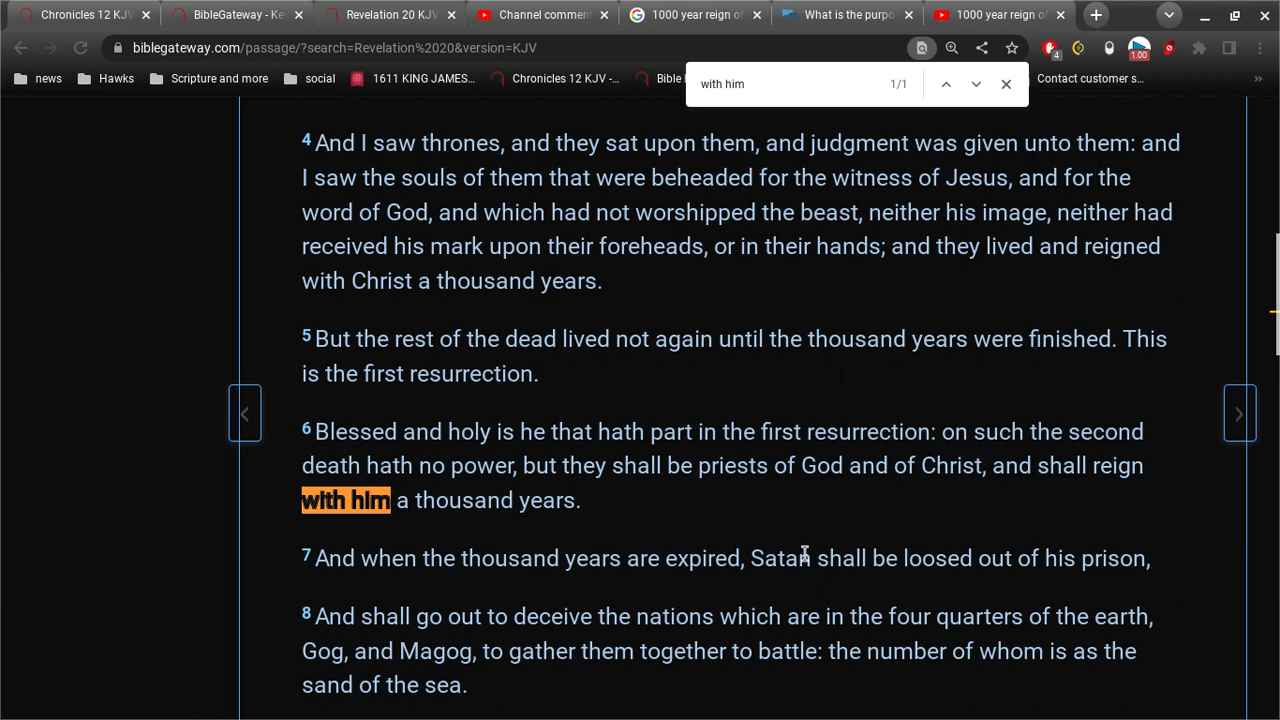 Chronicles 12 KJV
BibleGateway - Ke
Revelation 20 KJV
Channel commen
1000 year reign of
What is the purpo
1000 year reign of
biblegateway.com/passage/?search=Revelation%2020&version=KJV
4
1.00
news
Hawks
Scripture and more
social
1611 KING JAMES...
Chronicles 12 KJV -...
Bible
Contact customer s...
»
with him
1/1
4 And I saw thrones, and they sat upon them, and judgment was given unto them: and
I saw the souls of them that were beheaded for the witness of Jesus, and for the
word of God, and which had not worshipped the beast, neither his image, neither had
received his mark upon their foreheads, or in their hands; and they lived and reigned
with Christ a thousand years.
5 But the rest of the dead lived not again until the thousand years were finished. This
is the first resurrection.
6 Blessed and holy is he that hath part in the first resurrection: on such the second
death hath no power, but they shall be priests of God and of Christ, and shall reign
with him a thousand years.
7 And when the thousand years are expired, Satan shall be loosed out of his prison,
8 And shall go out to deceive the nations which are in the four quarters of the earth,
Gog, and Magog, to gather them together to battle: the number of whom is as the
sand of the sea.